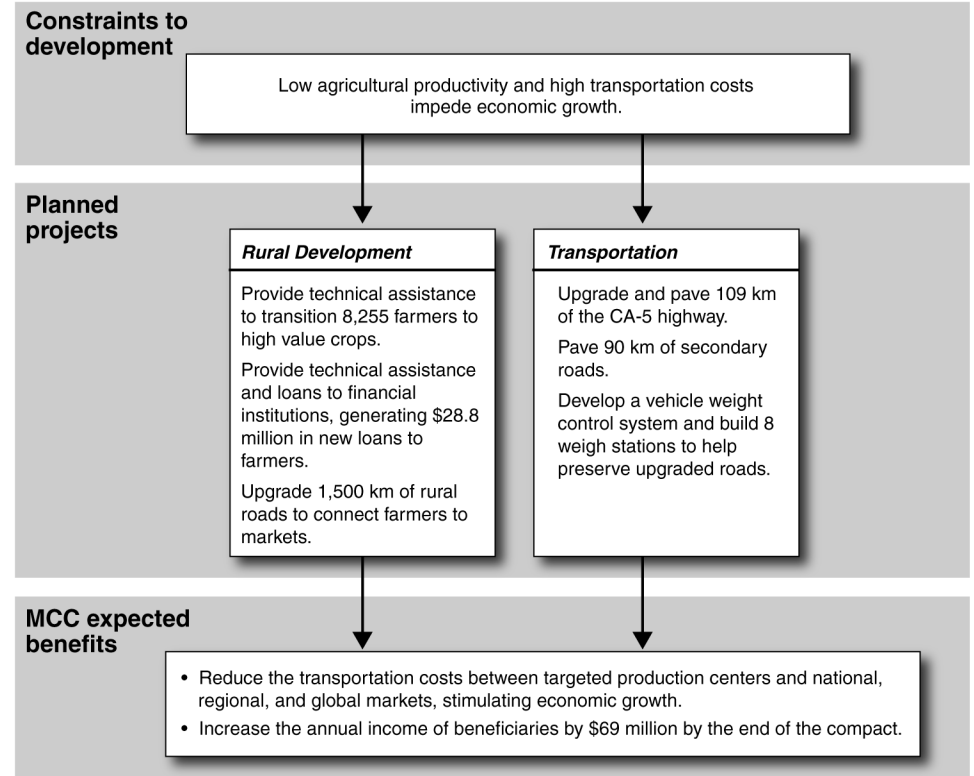 Constraints to
development
Low agricultural productivity and high transportation costs
impede economic growth.
Planned
projects
Rural Development
Provide technical assistance
to transition 8,255 farmers to
high value crops.
Provide technical assistance
and loans to financial
institutions, generating $28.8
million in new loans to
farmers.
Upgrade 1,500 km of rural
roads to connect farmers to
markets.
Transportation
Upgrade and pave 109 km
of the CA-5 highway.
Pave 90 km of secondary
roads.
Develop a vehicle weight
control system and build 8
weigh stations to help
preserve upgraded roads.
MCC expected
benefits
• Reduce the transportation costs between targeted production centers and national,
regional, and global markets, stimulating economic growth.
• Increase the annual income of beneficiaries by $69 million by the end of the compact.